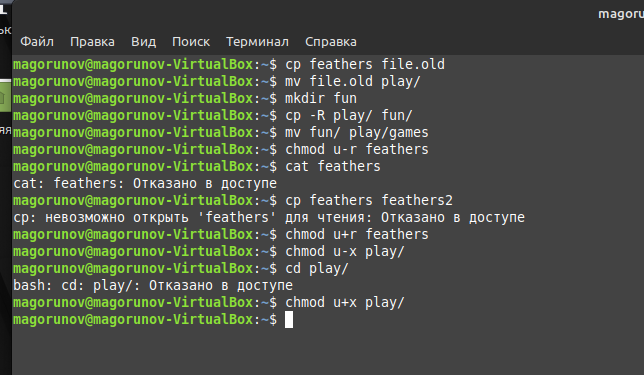 magorun
Файл Правка Вид Поиск Терминал Справка
magorunov@magorunov-VirtualBox:~$ cp feathers file.old
magorunov@magorunov-VirtualBox:~$ mv file.old play/
magorunov@magorunov-VirtualBox:~$ mkdir fun
magorunov@magorunov-VirtualBox:~$ cp -R play/ fun/
magorunov@magorunov-VirtualBox:~$ mv fun/ play/games
magorunov@magorunov-VirtualBox:~$ chmod u-r feathers
magorunov@magorunov-VirtualBox:~$ cat feathers
cat: feathers: Отказано в доступе
magorunov@magorunov-VirtualBox:~$ cp feathers feathers2
cp: невозможно открыть 'feathers' для чтения: Отказано в доступе
magorunov@magorunov-VirtualBox:~$ chmod u+r feathers
magorunov@magorunov-VirtualBox:~$ chmod u-x play/
magorunov@magorunov-VirtualBox:~$ cd play/
bash: cd: play/: Отказано в доступе
magorunov@magorunov-VirtualBox:~$ chmod u+x play/
magorunov@magorunov-VirtualBox:~$